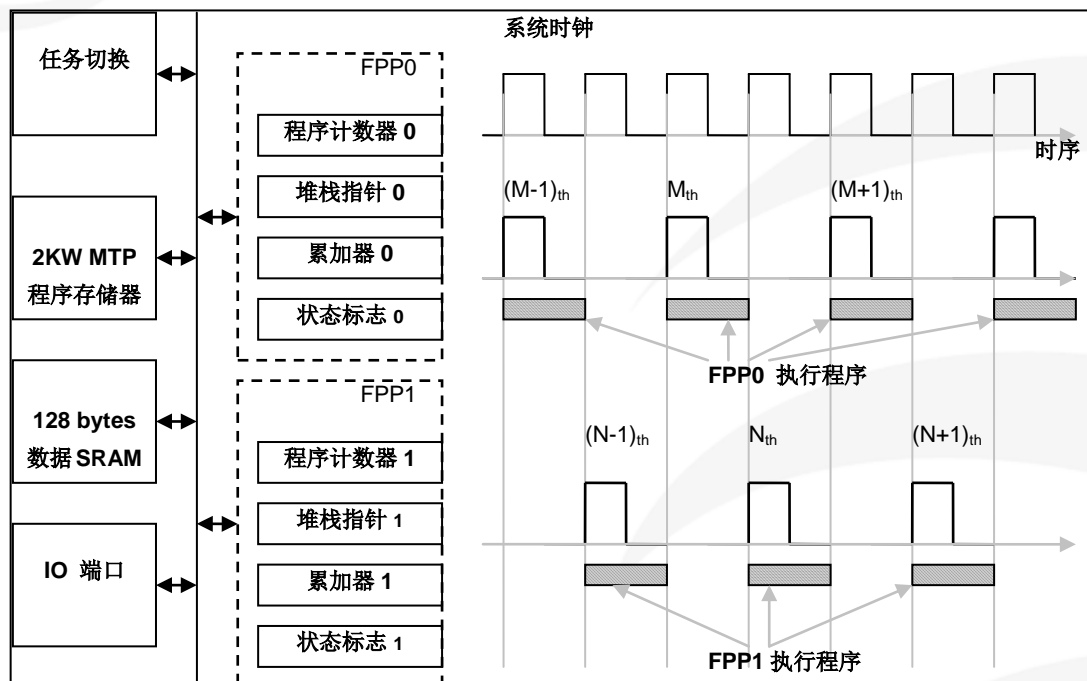 任务切换
2KW MTP
程序存储器
128 bytes
数据 SRAM
IO 端口
FPP0
程序计数器 0
堆栈指针 0
累加器 0
状态标志 0
FPP1
程序计数器 1
堆栈指针 1
累加器 1
状态标志 1
系统时钟
时序
(M-1)th
Mth
(M+1)th
FPP0 执行程序
(N-1)th
Nth
(N+1)th
FPP1 执行程序